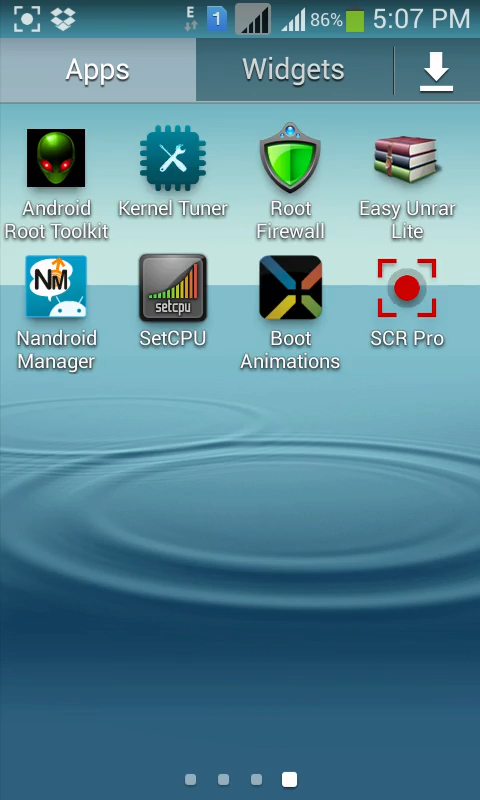 E 1 86% 5:07 PM
Apps Widgets
Android Kernel Tuner Root Easy Unrar
Root Toolkit Firewall Lite
NM setcpu
Nandroid SetCPU Boot SCR Pro
Manager Animations